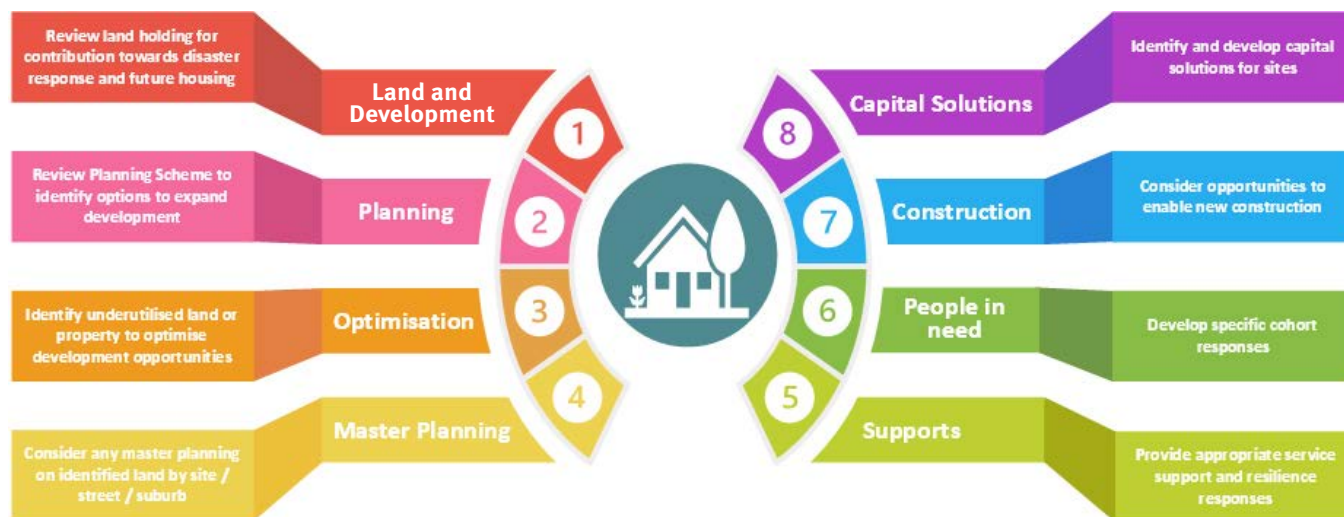 Review land holding for
contribution towards disaster
response and future housing
Land and
Development
1
Review Planning Scheme to
identify options to expand
development
Planning
2
Identify underutilised land or
property to optimise
development opportunities
Optimisation
3
Consider any master planning
on identified land by site /
street / suburb
Master Planning
4
8
Capital Solutions
Identify and develop capital
solutions for sites
7
Construction
Consider opportunities to
enable new construction
6
People in
need
Develop specific cohort
responses
5
Supports
Provide appropriate service
support and resilience
responses